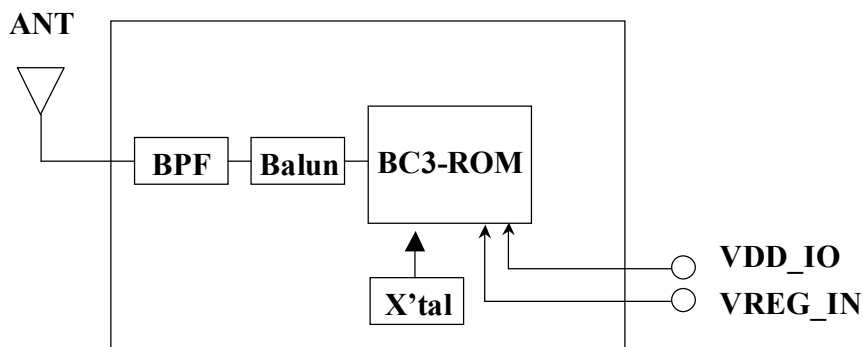 ANT
BPF
Balun
BC3-ROM
X’tal
VDD_IO
VREG_IN